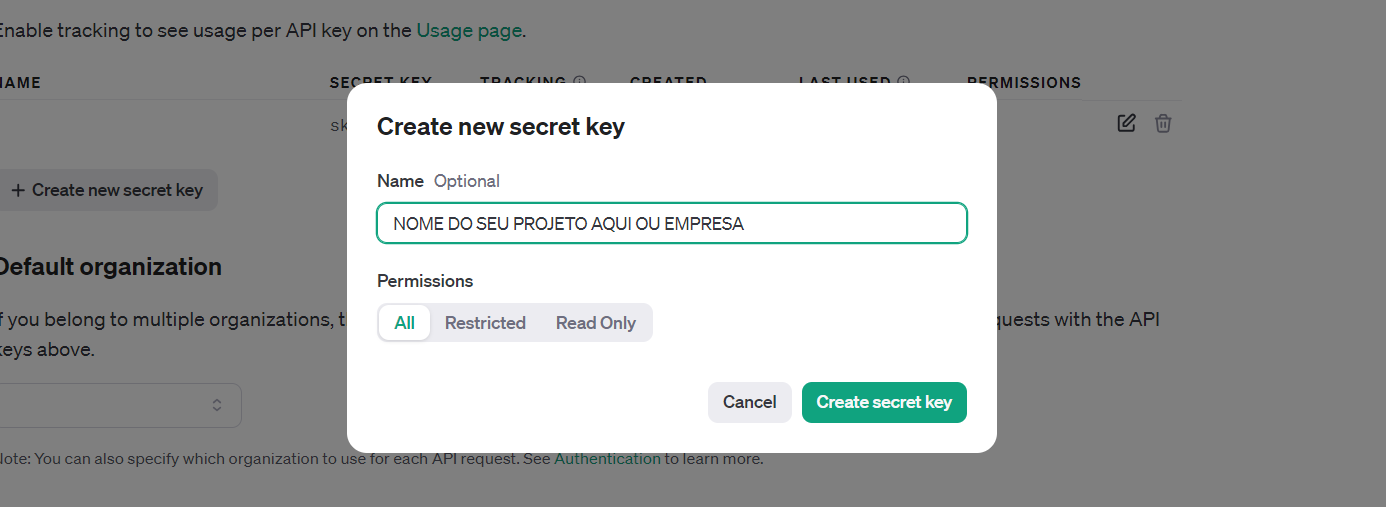 Enable tracking to see usage per API key on the Usage page.
NAME SECRET KEY TRACKING CREATED LAST USED PERMISSIONS
sk
Create new secret key
Name Optional
NOME DO SEU PROJETO AQUI OU EMPRESA
Permissions
All Restricted Read Only
Cancel Create secret key
+ Create new secret key
Default organization
If you belong to multiple organizations, quests with the API
keys above.
Note: You can also specify which organization to use for each API request. See Authentication to learn more.